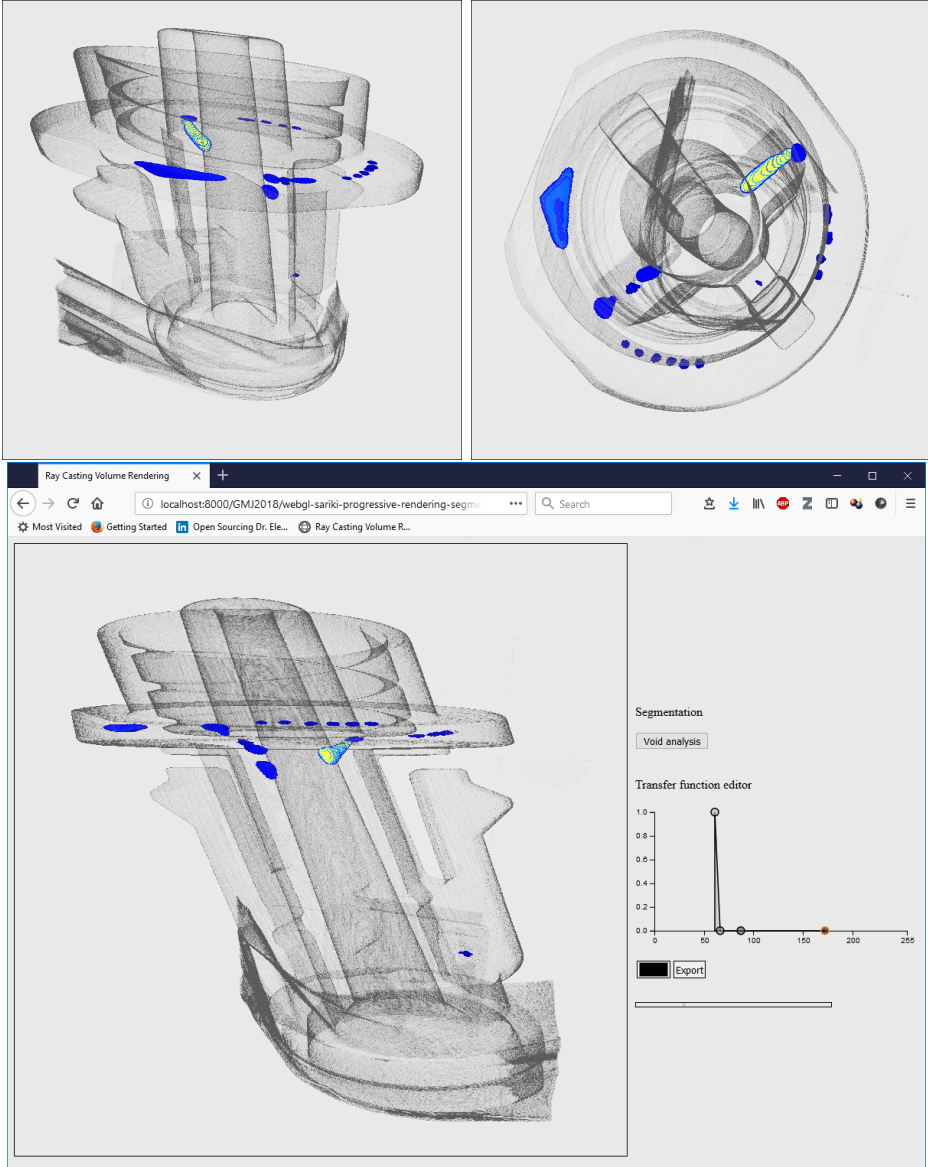 Ray Casting Volume Rendering
localhost:8000/GMJ2018/webgl-sariki-progressive-rendering-segme
Search
ABP
Most Visited
Getting Started
in
Open Sourcing Dr. Ele...
Ray Casting Volume R...
Segmentation
Void analysis
Transfer function editor
1.0
0.8
0.6
0.4
0.2
0.0
0 50 100 150 200 255
Export